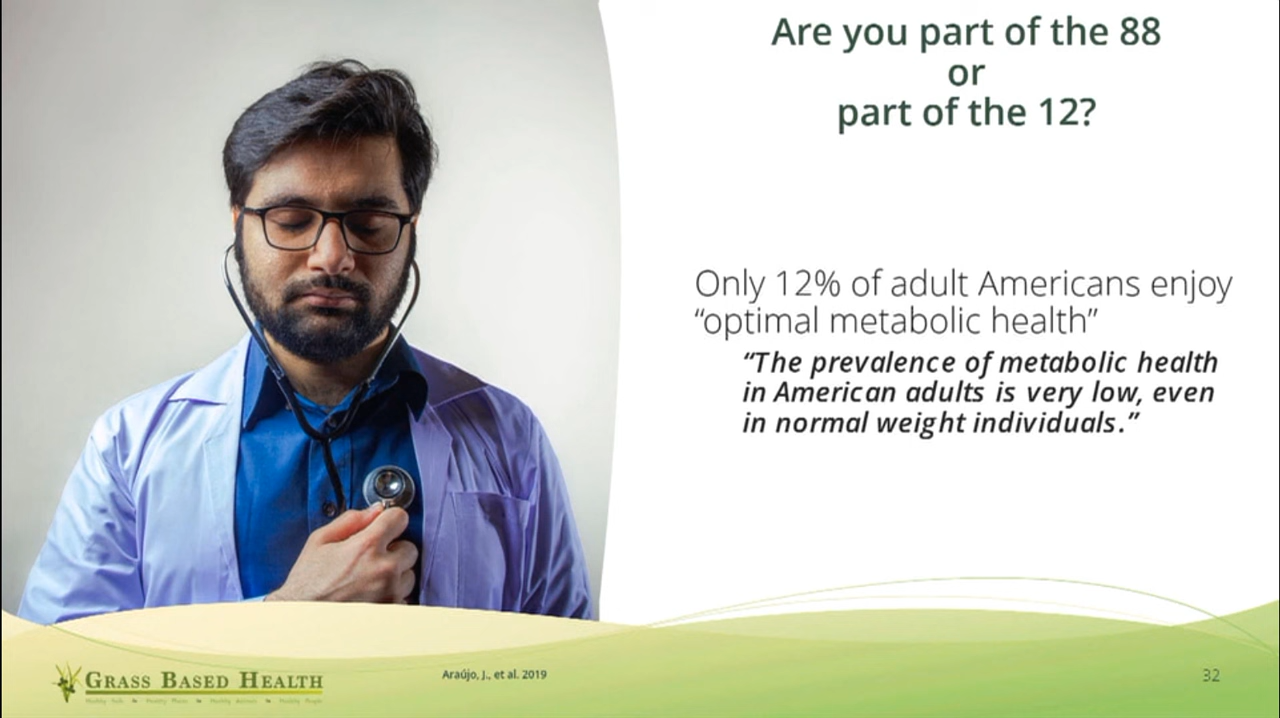 Are you part of the 88
or
part of the 12?
Only 12% of adult Americans enjoy
“optimal metabolic health”
“The prevalence of metabolic health
in American adults is very low, even
in normal weight individuals.”
GRASS BASED HEALTH
Araújo, J., et al. 2019
32